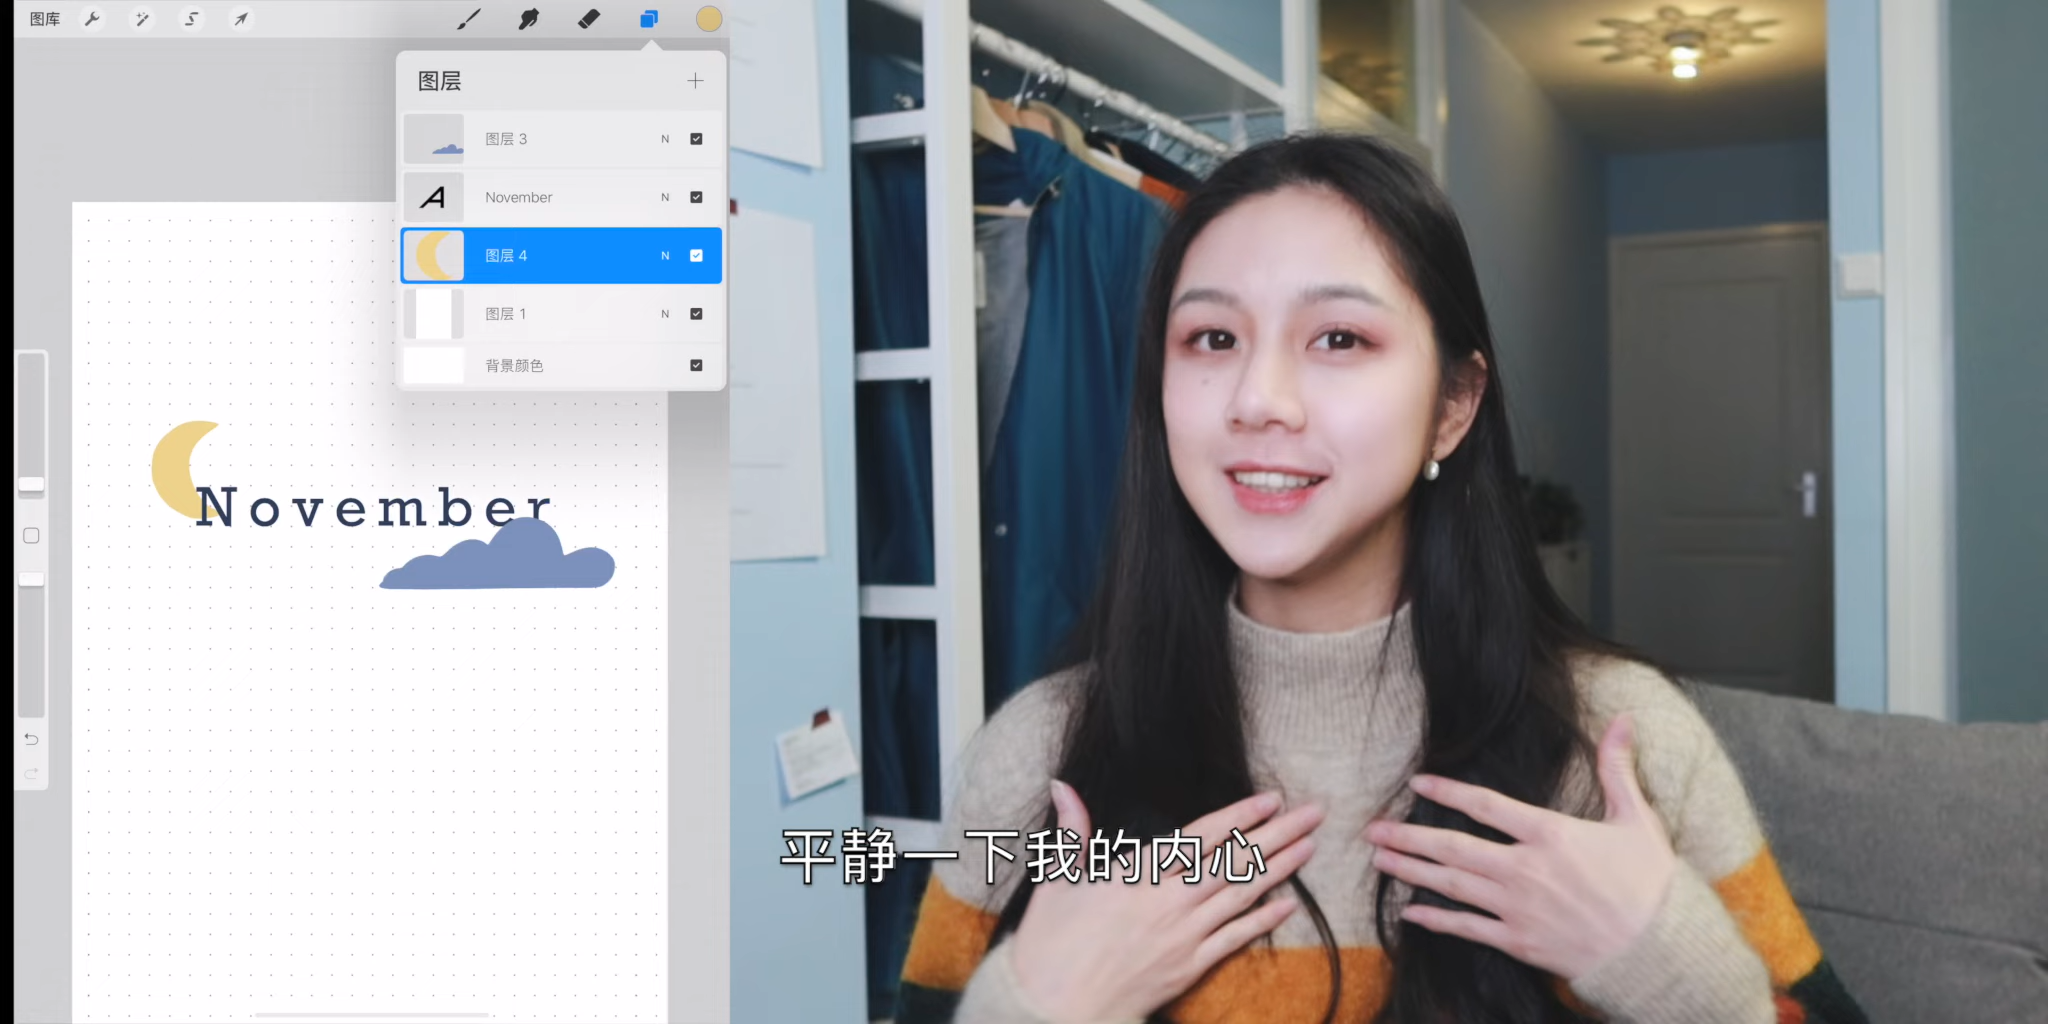 图库
图层
图层 3 N
A
November N
图层 4 N
图层 1 N
背景颜色
November
平静一下我的内心